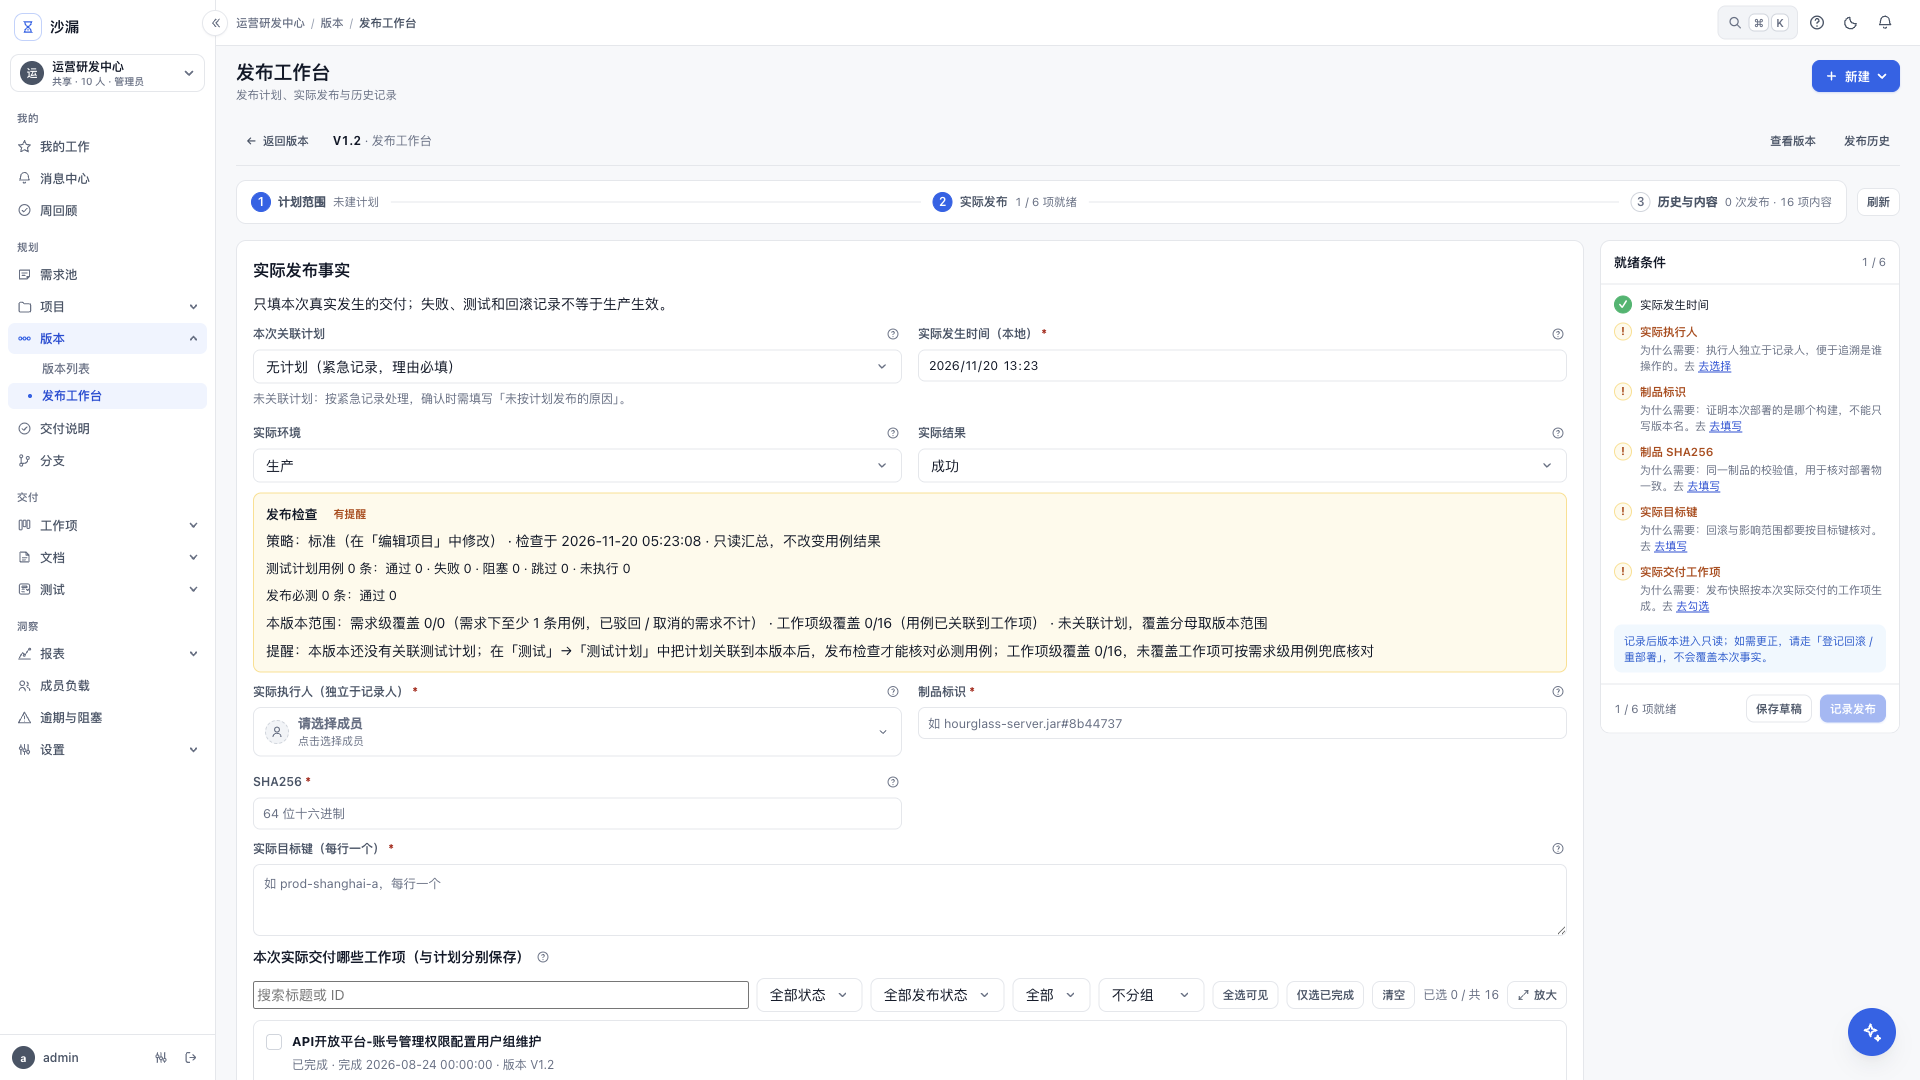 沙漏
运
运营研发中心
共享 · 10 人 · 管理员
我的
我的工作
消息中心
周回顾
规划
需求池
项目
版本
版本列表
发布工作台
交付说明
分支
交付
工作项
文档
测试
洞察
报表
成员负载
逾期与阻塞
设置
a
admin
运营研发中心 / 版本 / 发布工作台
⌘ K
发布工作台
发布计划、实际发布与历史记录
+ 新建
← 返回版本
V1.2 · 发布工作台
查看版本
发布历史
1 计划范围 未建计划
2 实际发布 1 / 6 项就绪
3 历史与内容 0 次发布 · 16 项内容
刷新
实际发布事实
只填本次真实发生的交付；失败、测试和回滚记录不等于生产生效。
本次关联计划
无计划（紧急记录，理由必填）
未关联计划：按紧急记录处理，确认时需填写「未按计划发布的原因」。
实际发生时间（本地） *
2026/11/20 13:23
实际环境
生产
实际结果
成功
发布检查 有提醒
策略：标准（在「编辑项目」中修改） · 检查于 2026-11-20 05:23:08 · 只读汇总，不改变用例结果
测试计划用例 0 条：通过 0 · 失败 0 · 阻塞 0 · 跳过 0 · 未执行 0
发布必测 0 条：通过 0
本版本范围：需求级覆盖 0/0（需求下至少 1 条用例，已驳回 / 取消的需求不计） · 工作项级覆盖 0/16（用例已关联到工作项） · 未关联计划，覆盖分母取版本范围
提醒：本版本还没有关联测试计划；在「测试」→「测试计划」中把计划关联到本版本后，发布检查才能核对必测用例；工作项级覆盖 0/16，未覆盖工作项可按需求级用例兜底核对
实际执行人（独立于记录人） *
请选择成员
点击选择成员
制品标识 *
如 hourglass-server.jar#8b44737
SHA256 *
64 位十六进制
实际目标键（每行一个） *
如 prod-shanghai-a，每行一个
本次实际交付哪些工作项（与计划分别保存）
搜索标题或 ID
全部状态
全部发布状态
全部
不分组
全选可见
仅选已完成
清空
已选 0 / 共 16
放大
API开放平台-账号管理权限配置用户组维护
已完成 · 完成 2026-08-24 00:00:00 · 版本 V1.2
就绪条件 1 / 6
实际发生时间
! 实际执行人
为什么需要：执行人独立于记录人，便于追溯是谁
操作的。去 去选择
! 制品标识
为什么需要：证明本次部署的是哪个构建，不能只
写版本名。去 去填写
! 制品 SHA256
为什么需要：同一制品的校验值，用于核对部署物
一致。去 去填写
! 实际目标键
为什么需要：回滚与影响范围都要按目标键核对。
去 去填写
! 实际交付工作项
为什么需要：发布快照按本次实际交付的工作项生
成。去 去勾选
记录后版本进入只读；如需更正，请走「登记回滚 /
重部署」，不会覆盖本次事实。
1 / 6 项就绪
保存草稿
记录发布